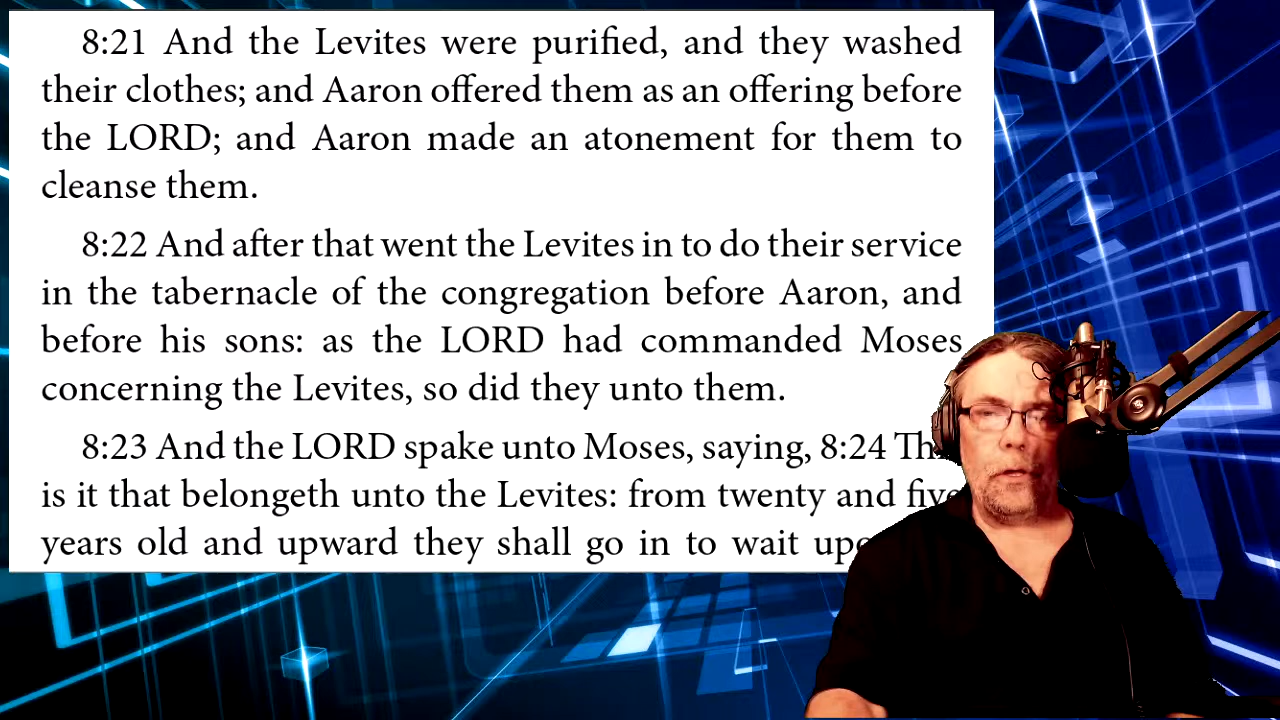 8:21 And the Levites were purified, and they washed
their clothes; and Aaron offered them as an offering before
the LORD; and Aaron made an atonement for them to
cleanse them.
8:22 And after that went the Levites in to do their service
in the tabernacle of the congregation before Aaron, and
before his sons: as the LORD had commanded Moses
concerning the Levites, so did they unto them.
8:23 And the LORD spake unto Moses, saying, 8:24
is it that belongeth unto the Levites: from twenty and five
years old and upward they shall go in to wait